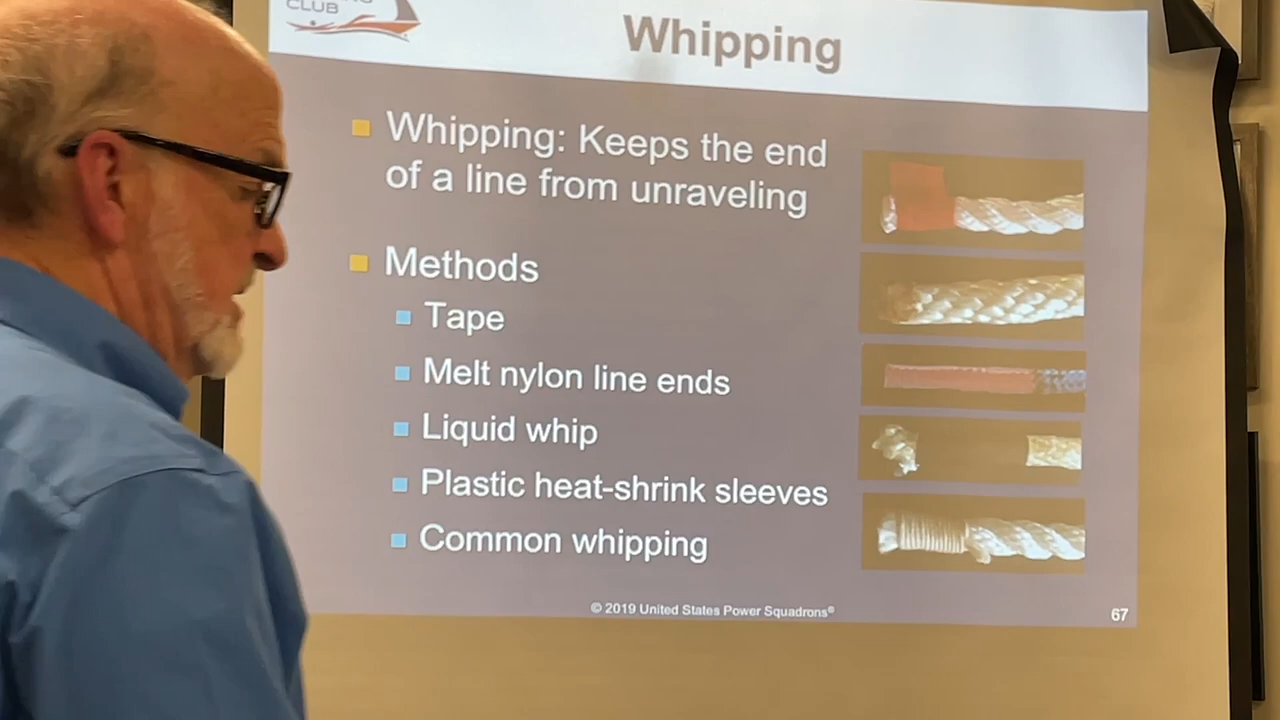 CLUB
Whipping
Whipping: Keeps the end
of a line from unraveling
Methods
Tape
Melt nylon line ends
Liquid whip
Plastic heat-shrink sleeves
Common whipping
© 2019 United States Power Squadrons®
67